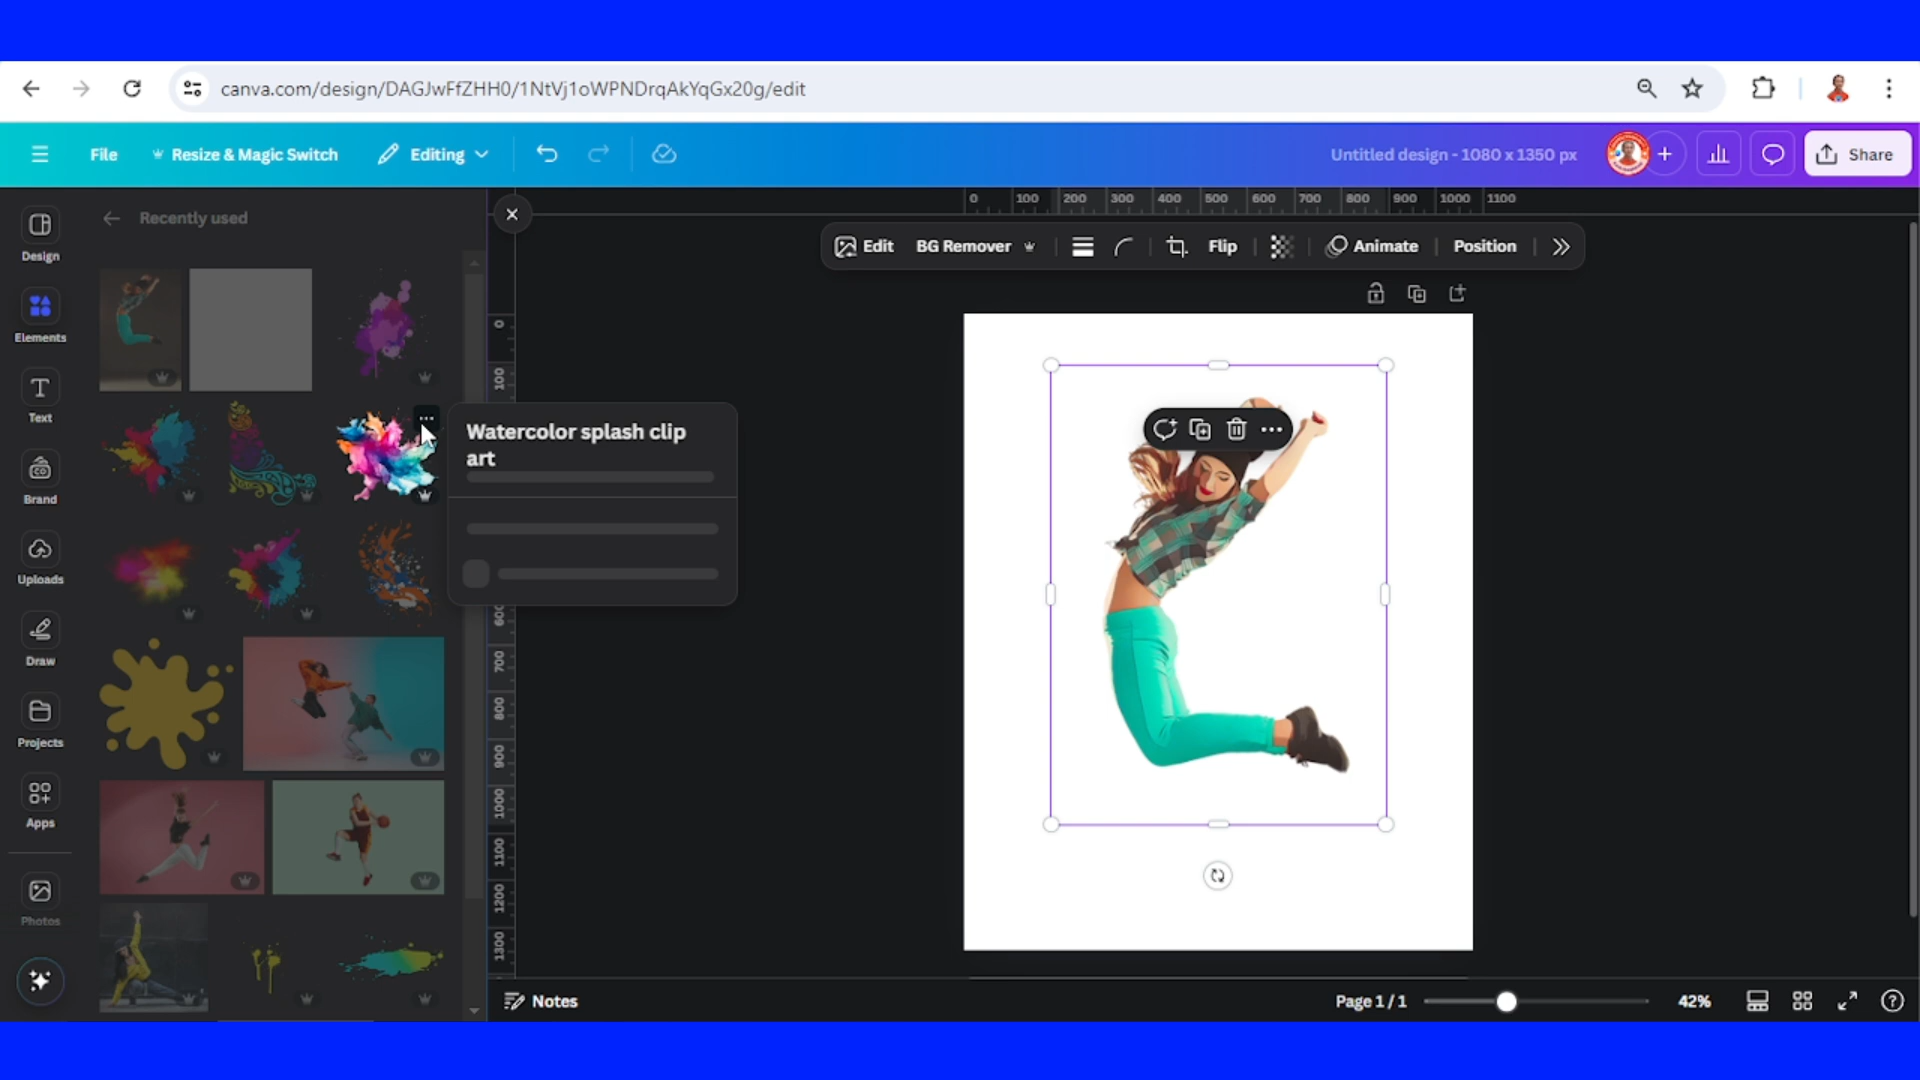 canva.com/design/DAGJwFfZHH0/1NtVj1oWPNDrqAkYqGx20g/edit
File
Resize & Magic Switch
Editing
Untitled design - 1080 x 1350 px
Share
Design
Elements
Text
Brand
Uploads
Draw
Projects
Apps
Photos
Recently used
Watercolor splash clip
art
0 100 200 300 400 500 600 700 800 900 1000 1100
Edit
BG Remover
Flip
Animate
Position
0
100
600
700
800
900
1000
1100
1200
1300
Notes
Page 1 / 1
42%